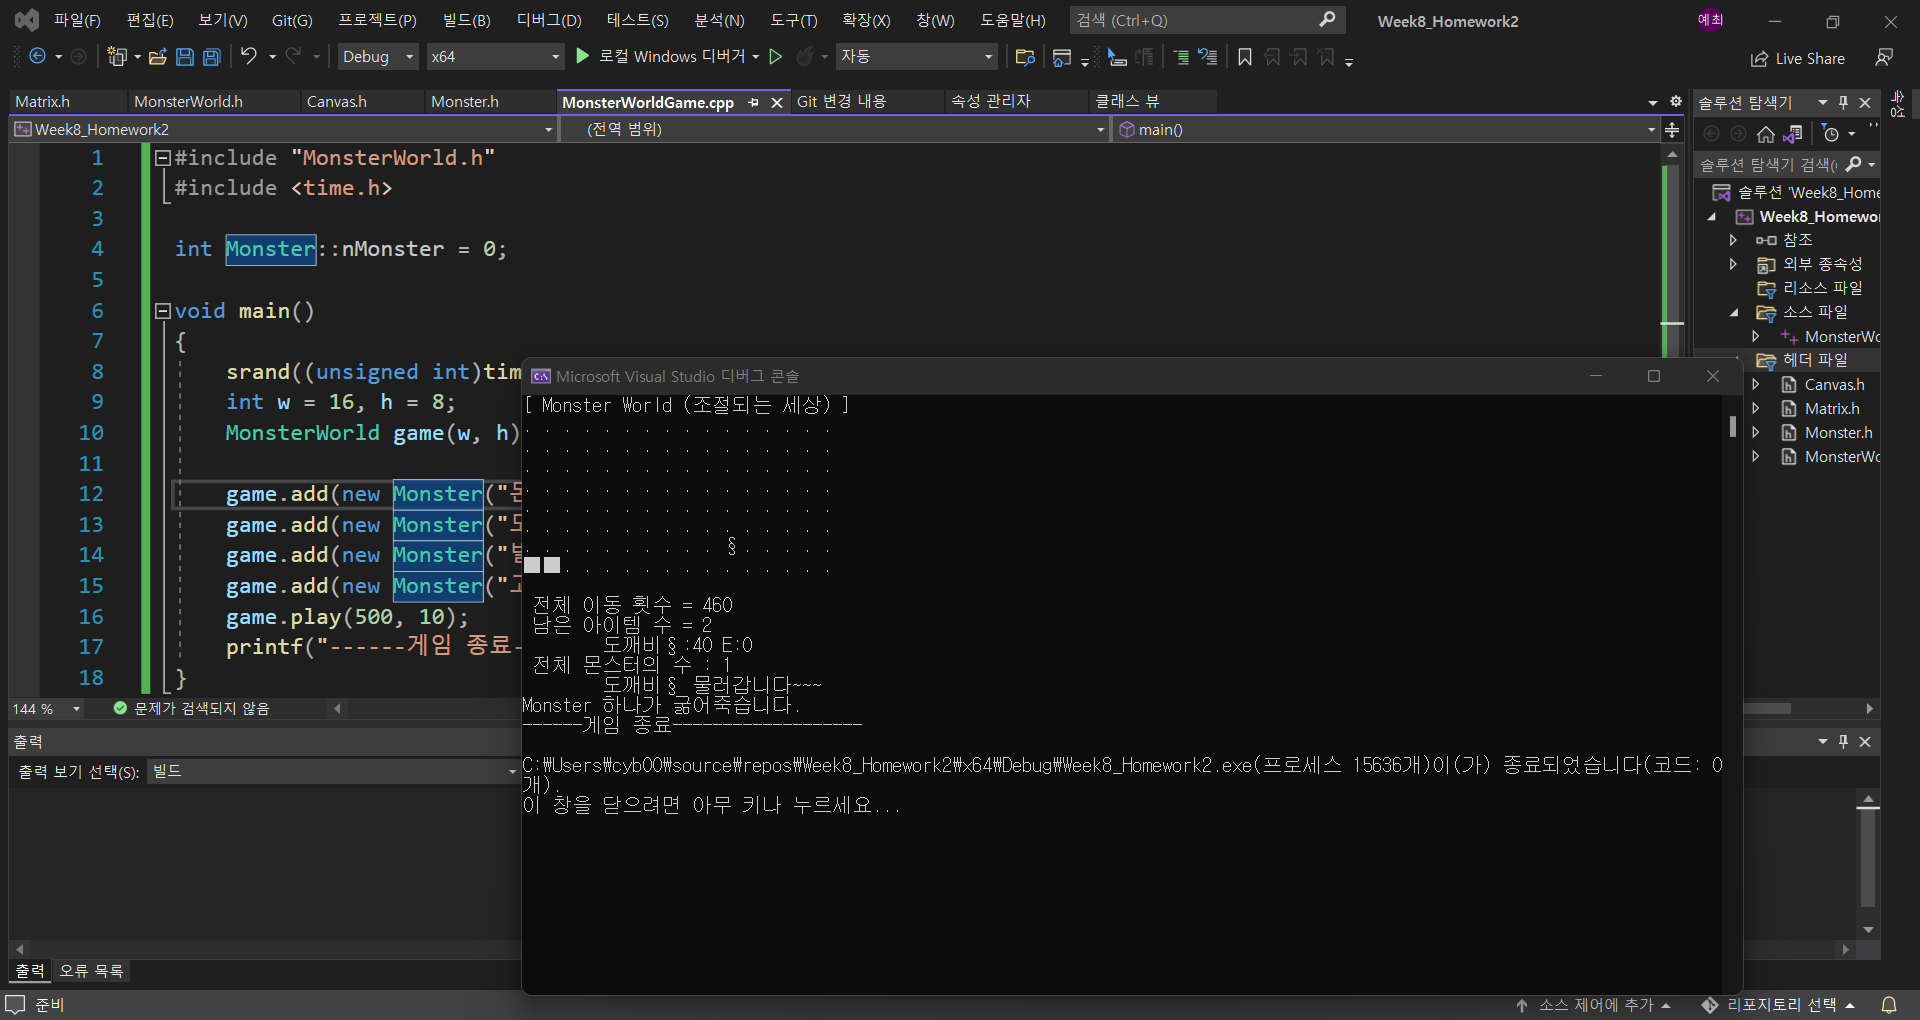 파일(F) 편집(E) 보기(V) Git(G) 프로젝트(P) 빌드(B) 디버그(D) 테스트(S) 분석(N) 도구(T) 확장(X) 창(W) 도움말(H) 검색 (Ctrl+Q) Week8_Homework2 예최
Debug x64 로컬 Windows 디버거 자동 Live Share
Matrix.h MonsterWorld.h Canvas.h Monster.h MonsterWorldGame.cpp Git 변경 내용 속성 관리자 클래스 뷰
Week8_Homework2 (전역 범위) main()
1 #include "MonsterWorld.h"
2 #include <time.h>
3
4 int Monster::nMonster = 0;
5
6 void main()
7 {
8 srand((unsigned int)tim
9 int w = 16, h = 8;
10 MonsterWorld game(w, h)
11
12 game.add(new Monster("
13 game.add(new Monster("
14 game.add(new Monster("
15 game.add(new Monster("
16 game.play(500, 10);
17 printf("------게임 종료-
18 }
144 % 문제가 검색되지 않음
출력
출력 보기 선택(S): 빌드
출력 오류 목록
준비 소스 제어에 추가 리포지토리 선택
Microsoft Visual Studio 디버그 콘솔
[ Monster World (조절되는 세상) ]
. . . . . . . . . . . . . . . .
. . . . . . . . . . . . . . . .
. . . . . . . . . . . . . . . .
. . . . . . . . . . . . . . . .
. . . . . . . . . . . . . . . .
. . . . . . . . . . . . . . . .
. . . . . . . . . . § . . . . .
■■. . . . . . . . . . . . . .
전체 이동 횟수 = 460
남은 아이템 수 = 2
도깨비§:40 E:0
전체 몬스터의 수 : 1
도깨비§ 물러갑니다~~~
Monster 하나가 굶어죽습니다.
------게임 종료-------------------
C:\Users\cyb00\source\repos\Week8_Homework2\x64\Debug\Week8_Homework2.exe(프로세스 15636개)이(가) 종료되었습니다(코드: 0
개).
이 창을 닫으려면 아무 키나 누르세요...
솔루션 탐색기
솔루션 탐색기 검색(
솔루션 'Week8_Home
Week8_Homewo
참조
외부 종속성
리소스 파일
소스 파일
MonsterWo
헤더 파일
Canvas.h
Matrix.h
Monster.h
MonsterWo
속성